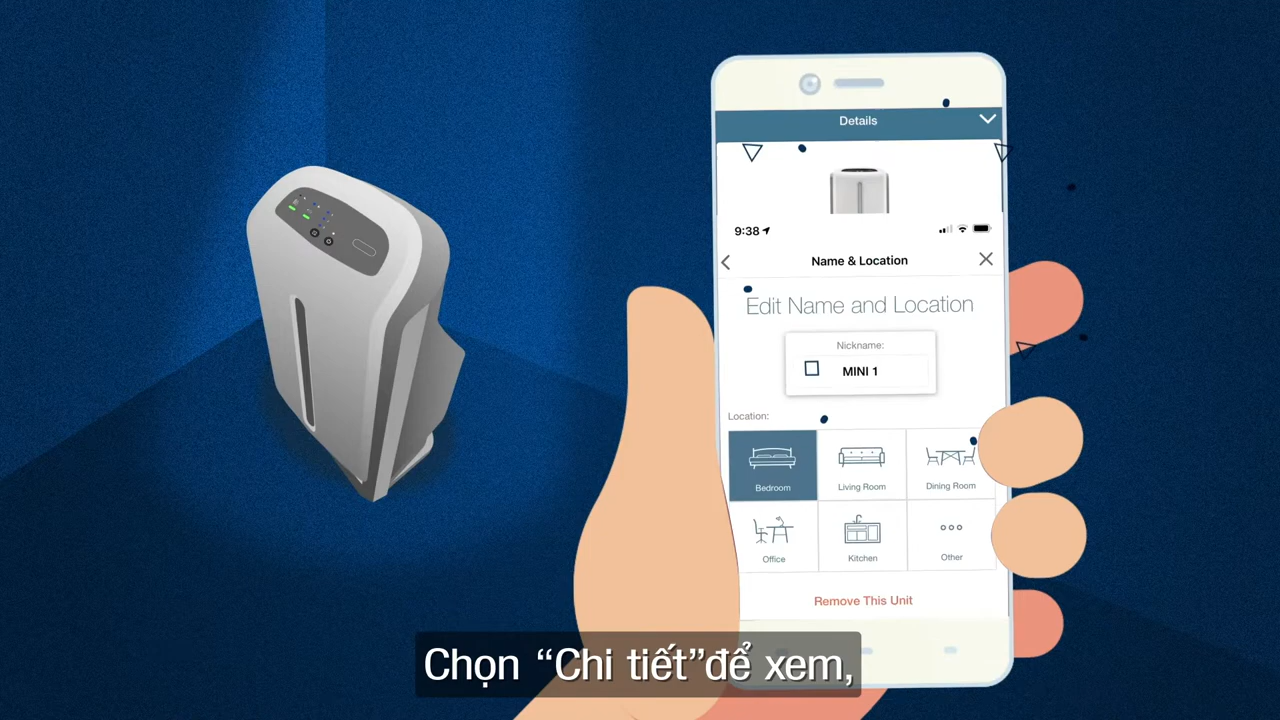 Details
9:38
Name & Location
Edit Name and Location
Nickname:
MINI 1
Location:
Bedroom
Living Room
Dining Room
Office
Kitchen
Other
Remove This Unit
Chọn “Chi tiết”để xem,